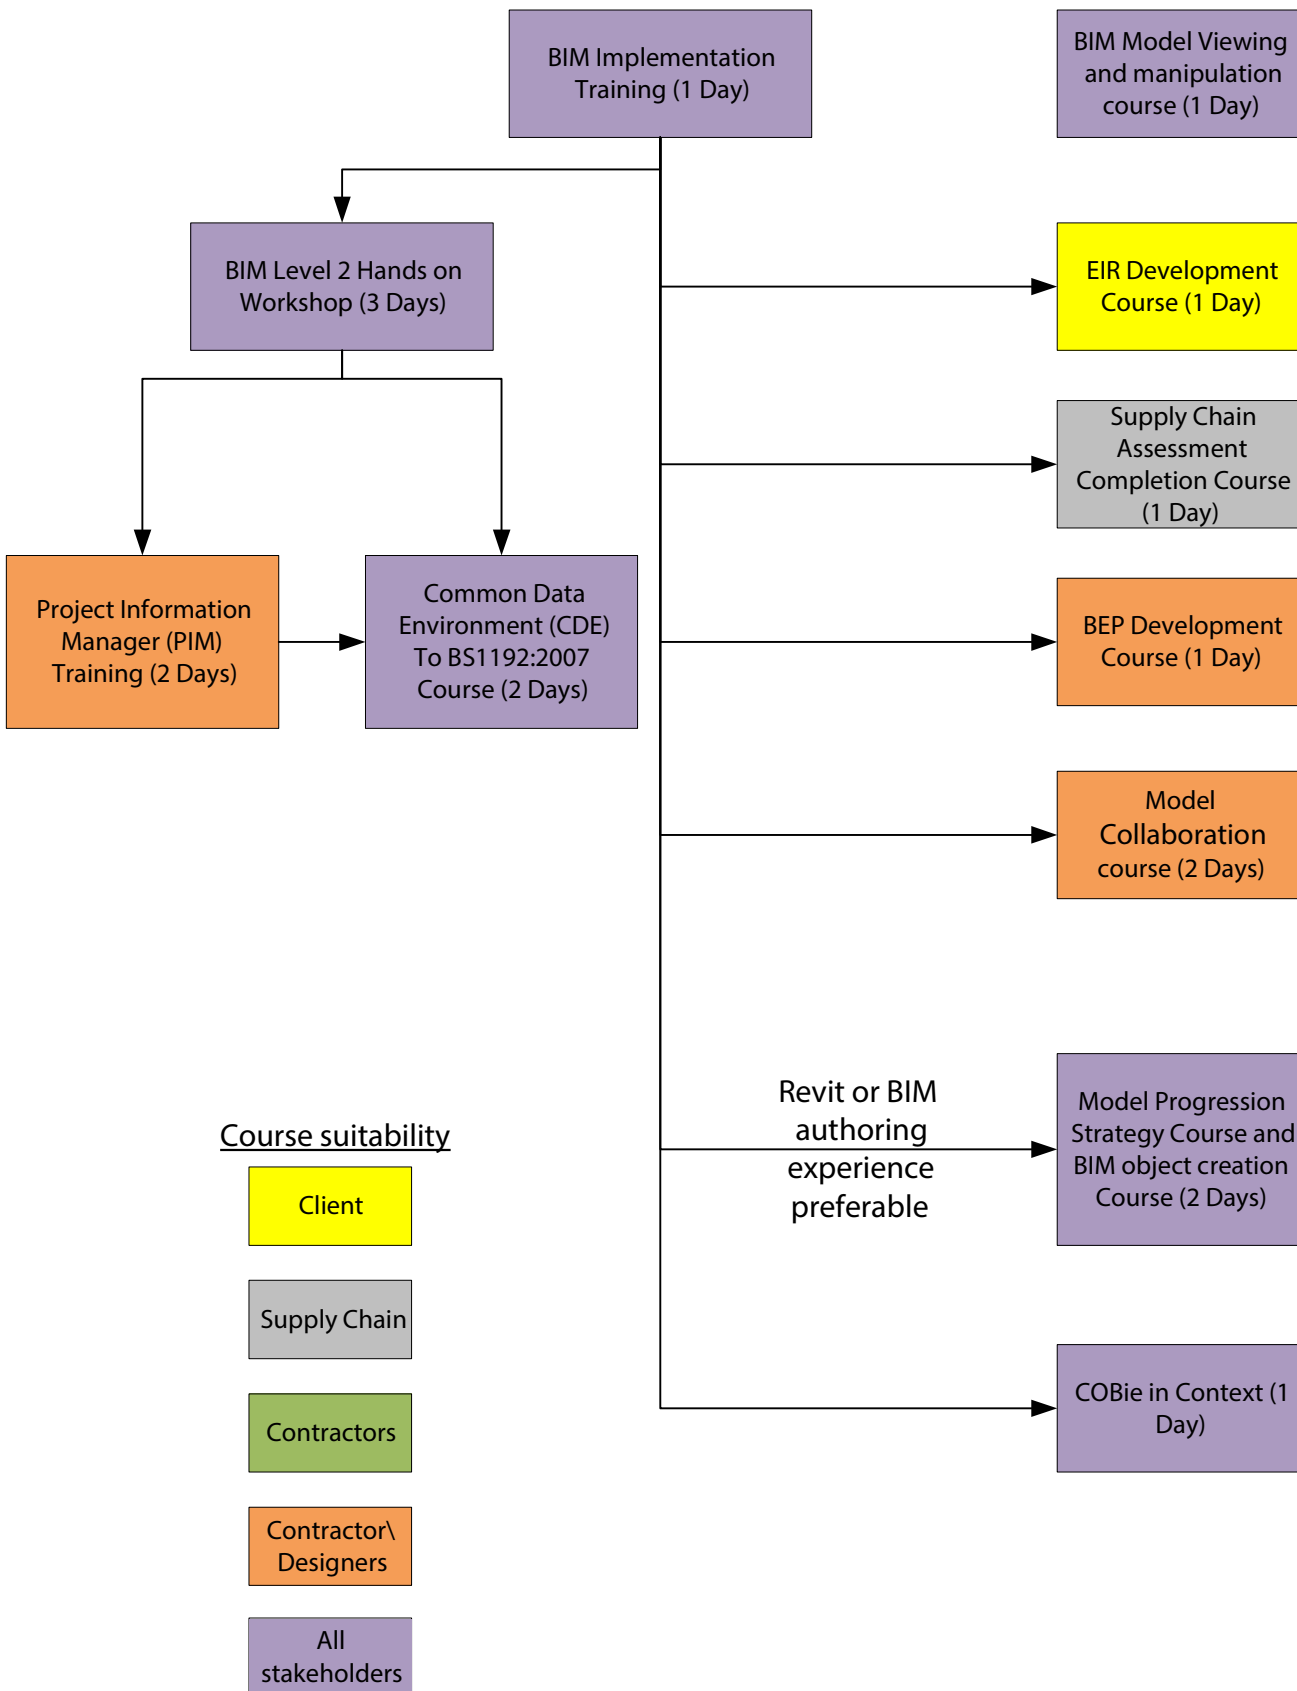 BIM Implementation
Training (1 Day)
BIM Model Viewing
and manipulation
course (1 Day)
BIM Level 2 Hands on
Workshop (3 Days)
EIR Development
Course (1 Day)
Supply Chain
Assessment
Completion Course
(1 Day)
Project Information
Manager (PIM)
Training (2 Days)
Common Data
Environment (CDE)
To BS1192:2007
Course (2 Days)
BEP Development
Course (1 Day)
Model
Collaboration
course (2 Days)
Revit or BIM
authoring
experience
preferable
Model Progression
Strategy Course and
BIM object creation
Course (2 Days)
COBie in Context (1
Day)
Course suitability
Client
Supply Chain
Contractors
Contractor\
Designers
All
stakeholders